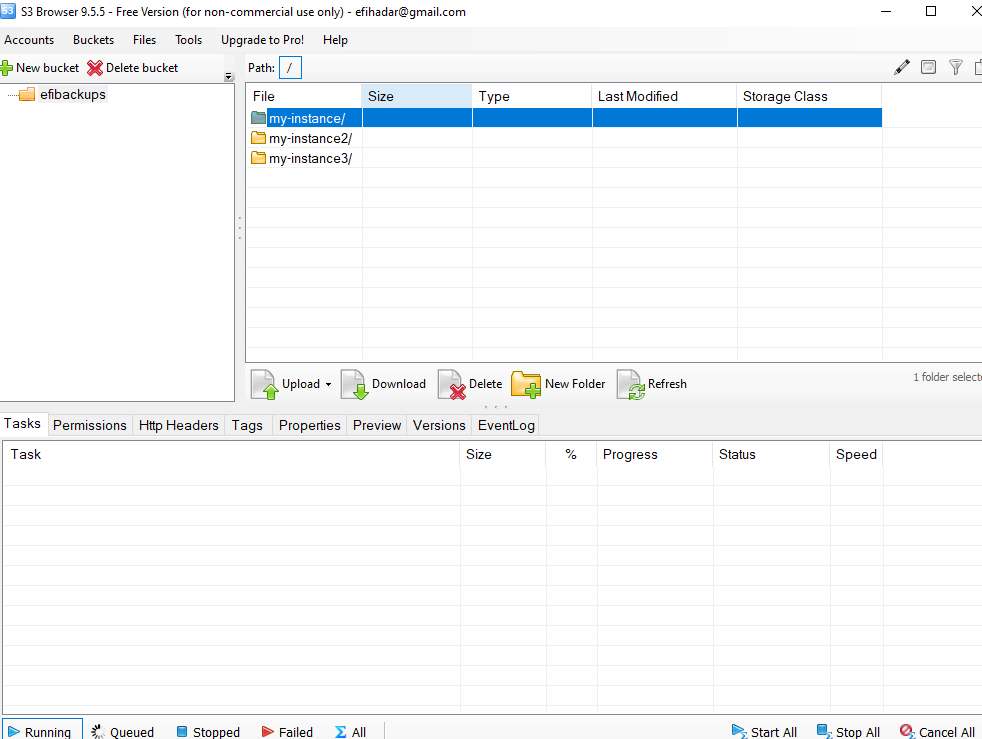 S3 S3 Browser 9.5.5 - Free Version (for non-commercial use only) - efihadar@gmail.com
Accounts Buckets Files Tools Upgrade to Pro! Help
New bucket Delete bucket Path: /
efibackups
File Size Type Last Modified Storage Class
my-instance/
my-instance2/
my-instance3/
Upload Download Delete New Folder Refresh 1 folder select
Tasks Permissions Http Headers Tags Properties Preview Versions EventLog
Task Size % Progress Status Speed
Running Queued Stopped Failed All Start All Stop All Cancel All